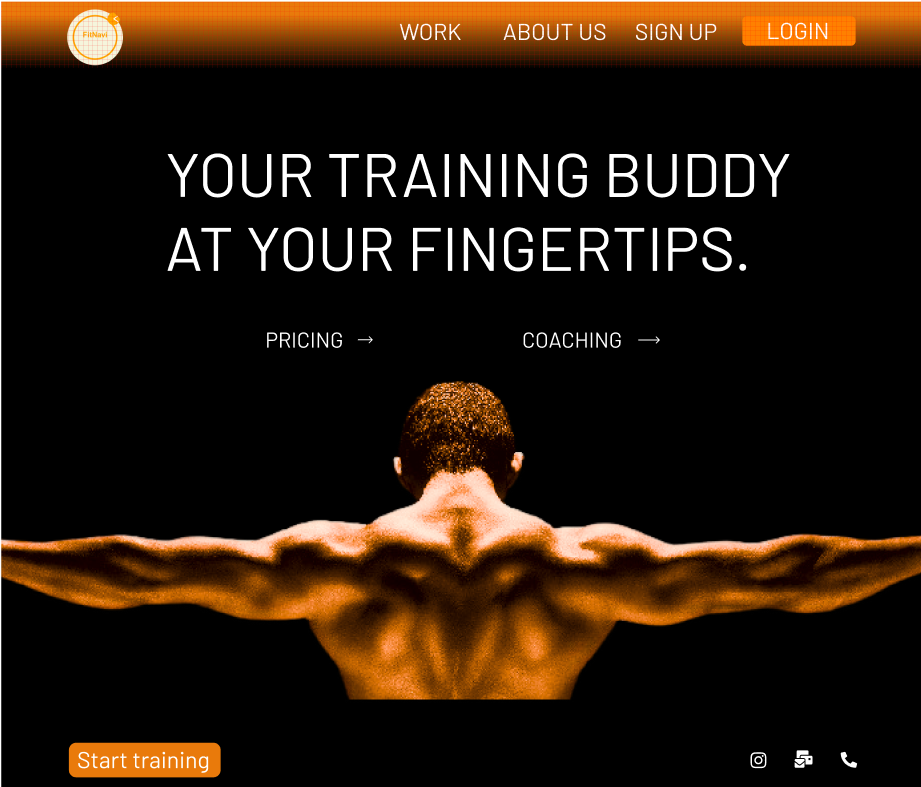 FitNavi
WORK
ABOUT US
SIGN UP
LOGIN
YOUR TRAINING BUDDY
AT YOUR FINGERTIPS.
PRICING →
COACHING →
Start training